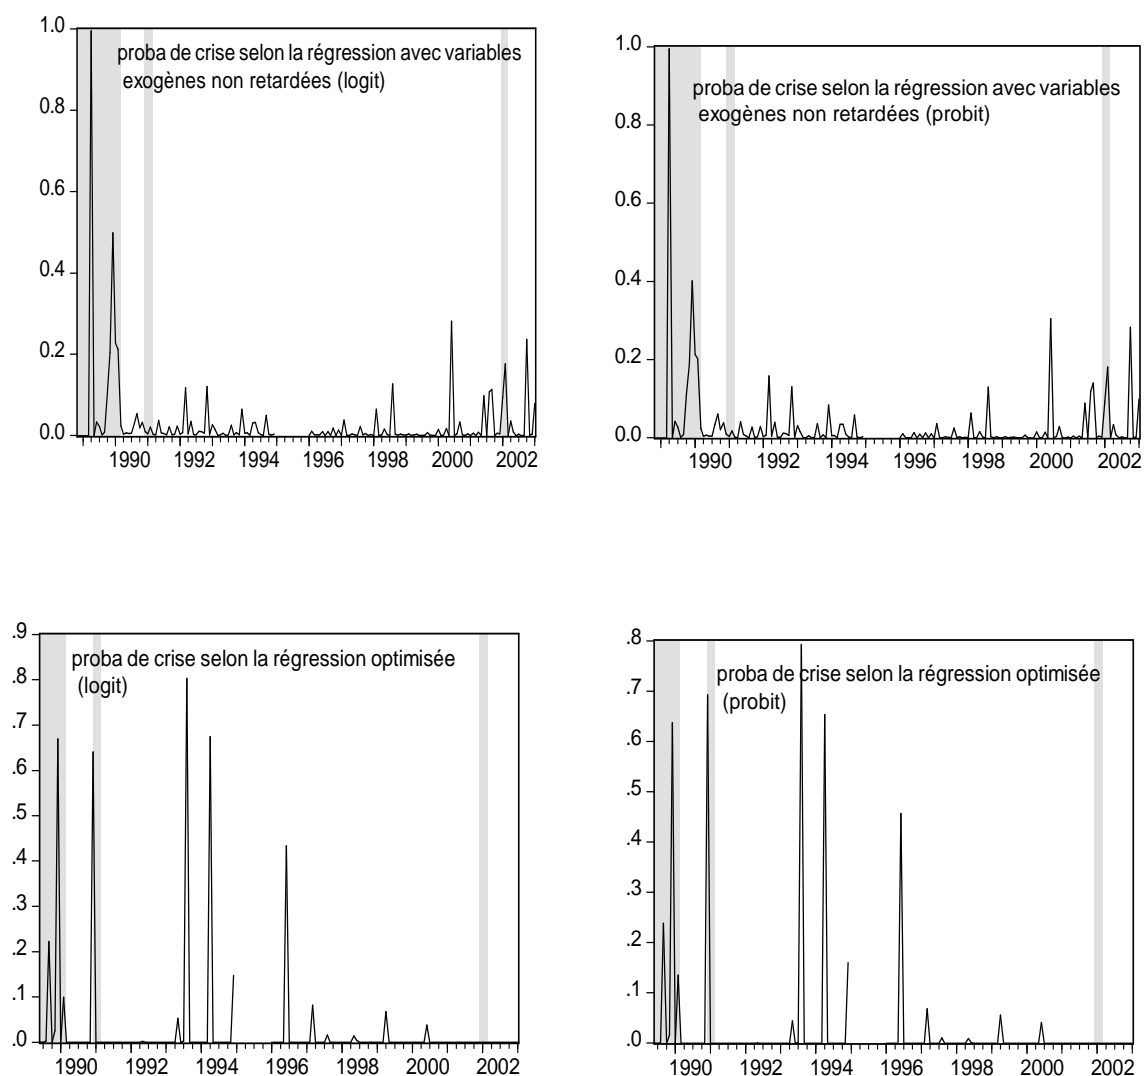 1.0
0.8
0.6
0.4
0.2
0.0
proba de crise selon la régression avec variables
exogènes non retardées (logit)
1990 1992 1994 1996 1998 2000 2002
1.0
0.8
0.6
0.4
0.2
0.0
proba de crise selon la régression avec variables
exogènes non retardées (probit)
1990 1992 1994 1996 1998 2000 2002
.9
.8
.7
.6
.5
.4
.3
.2
.1
.0
proba de crise selon la régression optimisée
(logit)
1990 1992 1994 1996 1998 2000 2002
.8
.7
.6
.5
.4
.3
.2
.1
.0
proba de crise selon la régression optimisée
(probit)
1990 1992 1994 1996 1998 2000 2002